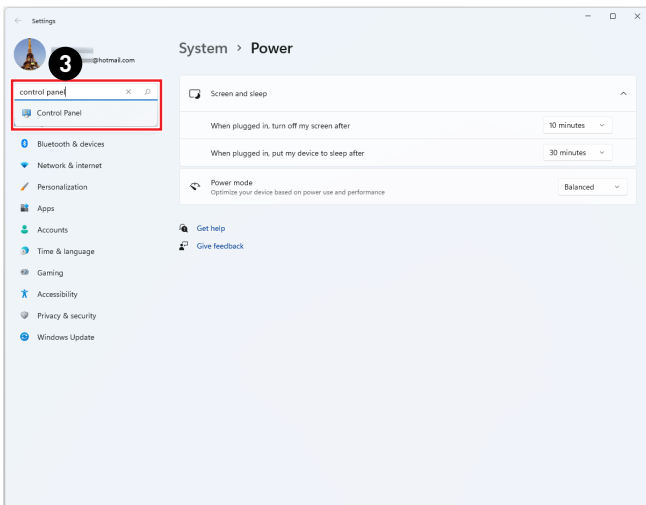 Settings
3
@hotmail.com
control panel
Control Panel
Bluetooth & devices
Network & internet
Personalization
Apps
Accounts
Time & language
Gaming
Accessibility
Privacy & security
Windows Update
System > Power
Screen and sleep
When plugged in, turn off my screen after 10 minutes
When plugged in, put my device to sleep after 30 minutes
Power mode
Optimize your device based on power use and performance
Balanced
Get help
Give feedback